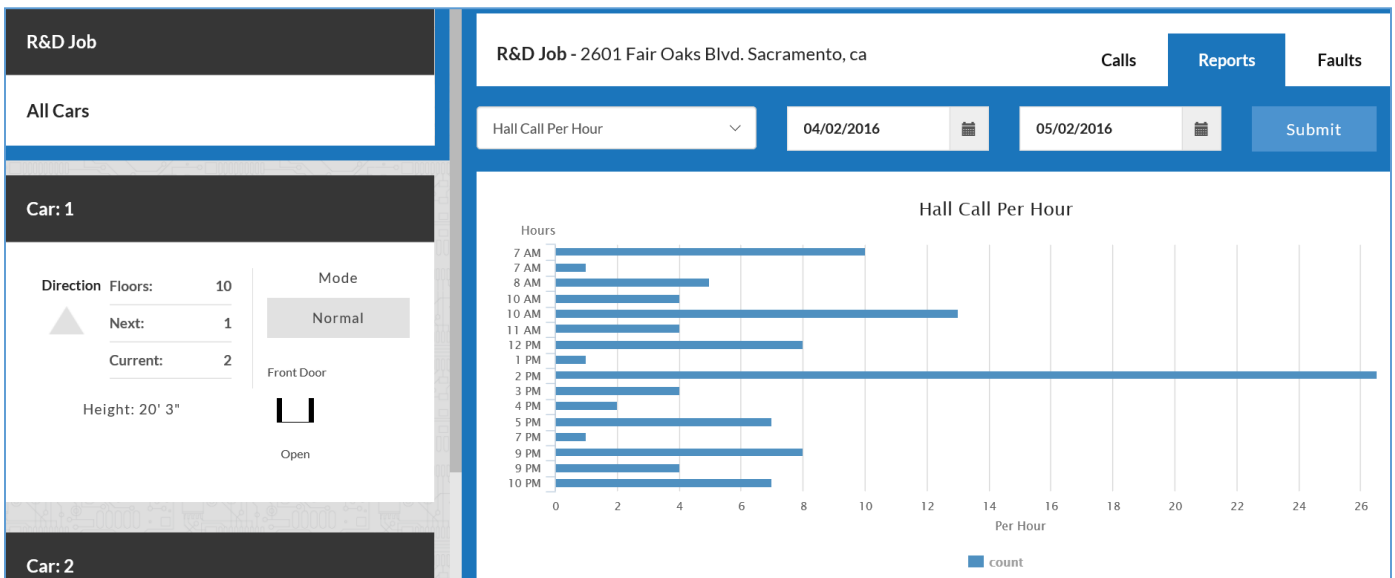 R&D Job
All Cars
Car: 1
Direction
Floors: 10
Next: 1
Current: 2
Height: 20' 3"
Mode
Normal
Front Door
Open
Car: 2
R&D Job - 2601 Fair Oaks Blvd. Sacramento, ca
Calls
Reports
Faults
Hall Call Per Hour
04/02/2016
05/02/2016
Submit
Hall Call Per Hour
Hours
7 AM
7 AM
8 AM
10 AM
10 AM
11 AM
12 PM
1 PM
2 PM
3 PM
4 PM
5 PM
7 PM
9 PM
9 PM
10 PM
0 2 4 6 8 10 12 14 16 18 20 22 24 26
Per Hour
count